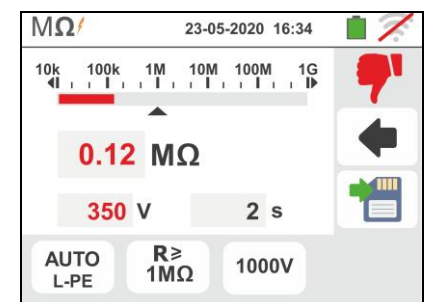 MΩ 23-05-2020 16:34
10k 100k 1M 10M 100M 1G
0.12 MΩ
350 V 2 s
AUTO L-PE
R≥ 1MΩ
1000V